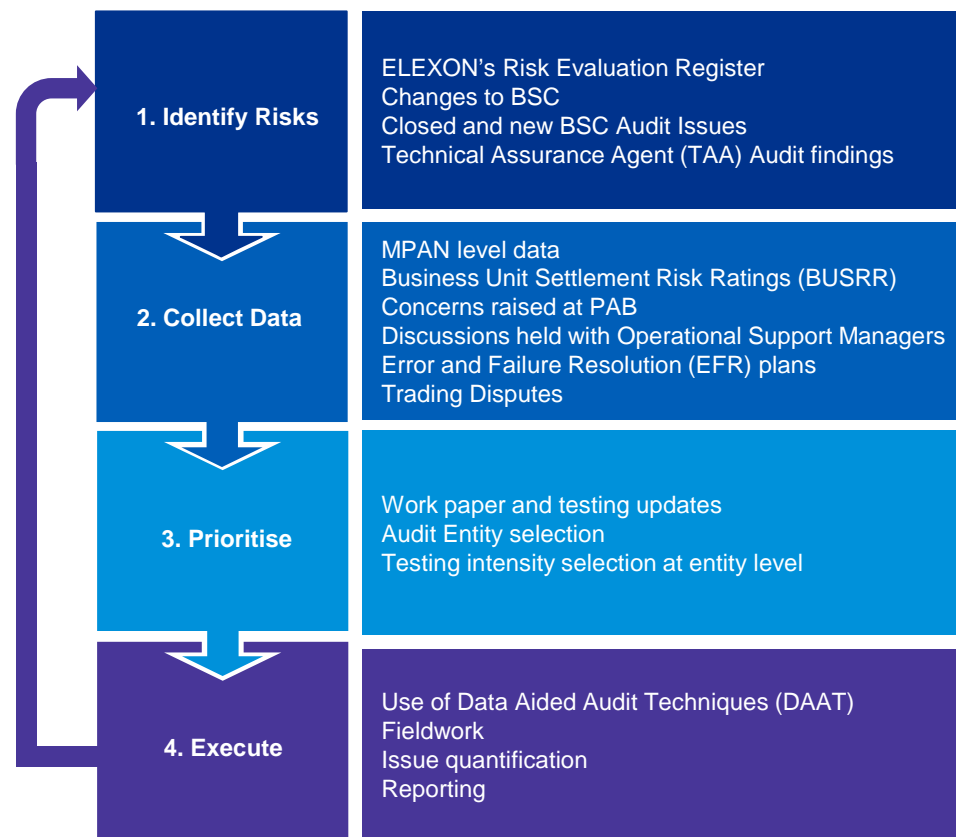 1. Identify Risks
ELEXON's Risk Evaluation Register
Changes to BSC
Closed and new BSC Audit Issues
Technical Assurance Agent (TAA) Audit findings
2. Collect Data
MPAN level data
Business Unit Settlement Risk Ratings (BUSRR)
Concerns raised at PAB
Discussions held with Operational Support Managers
Error and Failure Resolution (EFR) plans
Trading Disputes
3. Prioritise
Work paper and testing updates
Audit Entity selection
Testing intensity selection at entity level
4. Execute
Use of Data Aided Audit Techniques (DAAT)
Fieldwork
Issue quantification
Reporting